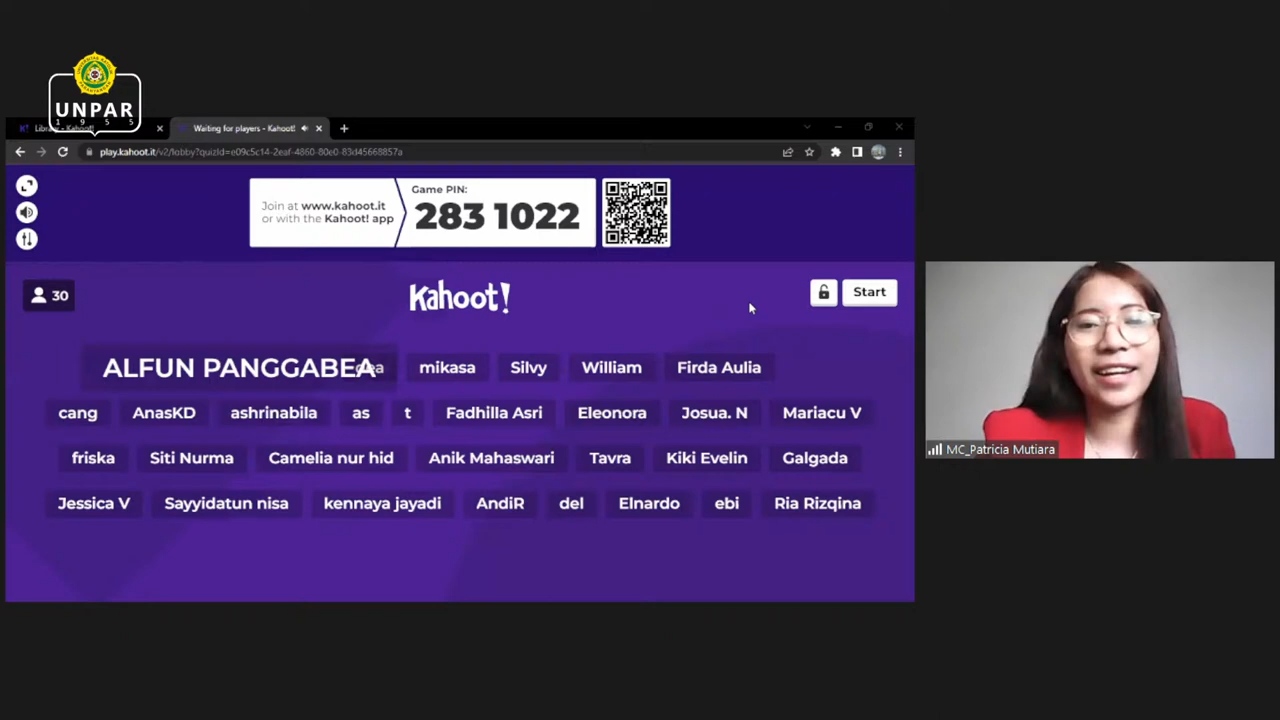 UNPAR
1955
Library - Kahoot!
Waiting for players - Kahoot!
play.kahoot.it/v2/lobby?quizId=e09c5c14-2eaf-4860-80e0-83d45668857a
Join at www.kahoot.it
or with the Kahoot! app
Game PIN:
283 1022
30
Kahoot!
Start
ALFUN PANGGABEA mikasa Silvy William Firda Aulia
cang AnasKD ashrinabila as t Fadhilla Asri Eleonora Josua. N Mariacu V
friska Siti Nurma Camelia nur hid Anik Mahaswari Tavra Kiki Evelin Galgada
Jessica V Sayyidatun nisa kennaya jayadi AndiR del Elnardo ebi Ria Rizqina
MC_Patricia Mutiara